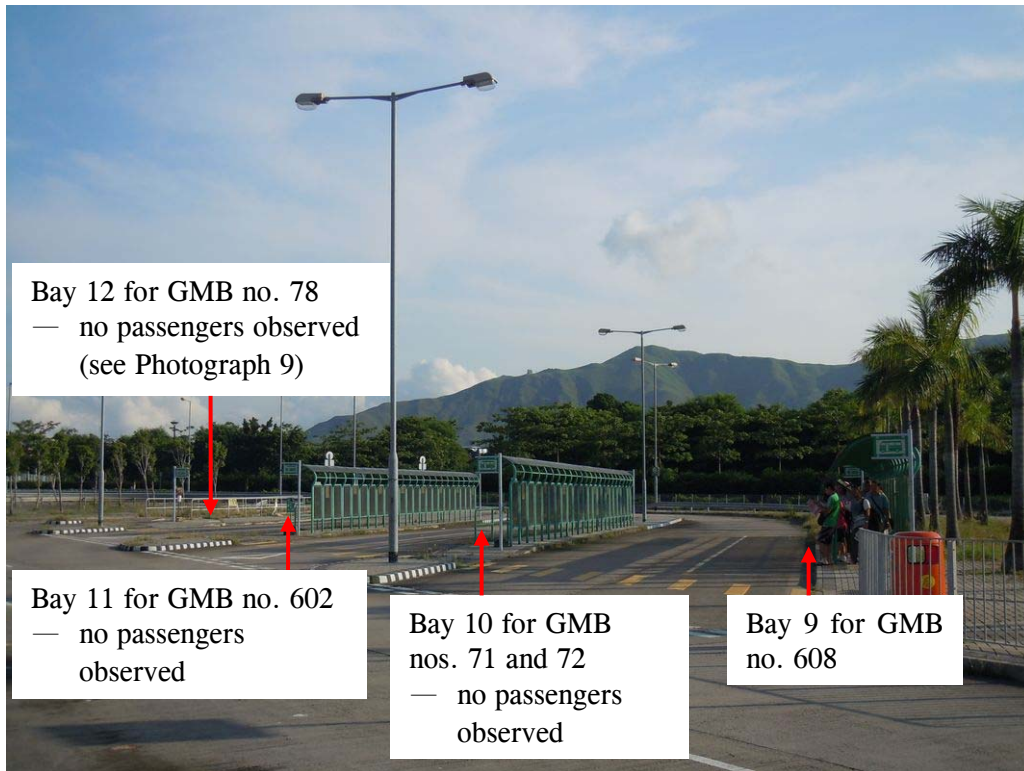 Bay 12 for GMB no. 78
— no passengers observed
(see Photograph 9)
Bay 11 for GMB no. 602
— no passengers
observed
Bay 10 for GMB
nos. 71 and 72
— no passengers
observed
Bay 9 for GMB
no. 608